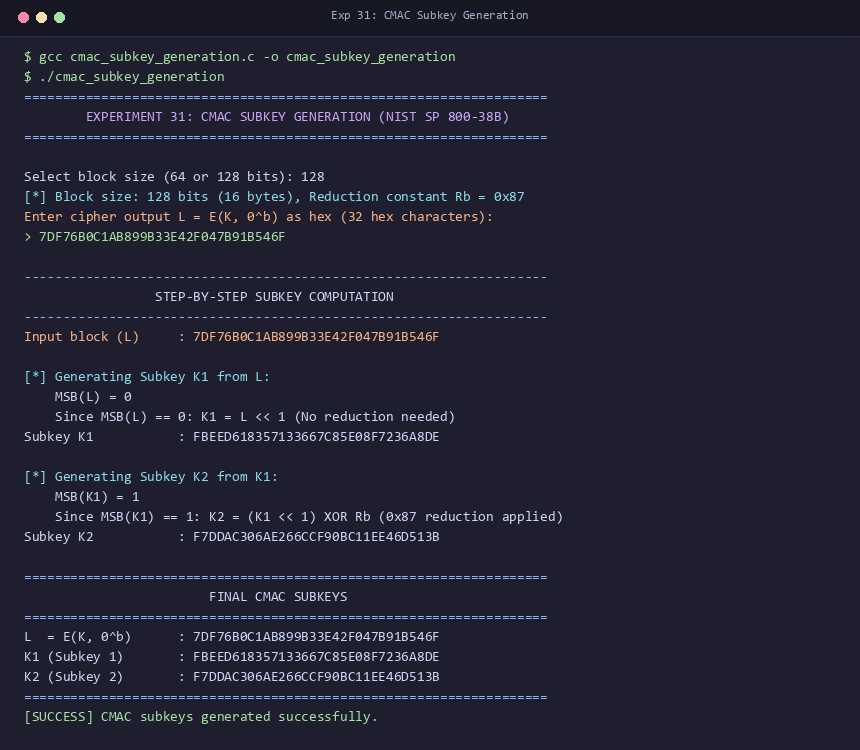 Exp 31: CMAC Subkey Generation
$ gcc cmac_subkey_generation.c -o cmac_subkey_generation
$ ./cmac_subkey_generation
====================================================================
        EXPERIMENT 31: CMAC SUBKEY GENERATION (NIST SP 800-38B)
====================================================================
Select block size (64 or 128 bits): 128
[*] Block size: 128 bits (16 bytes), Reduction constant Rb = 0x87
Enter cipher output L = E(K, 0^b) as hex (32 hex characters):
> 7DF76B0C1AB899B33E42F047B91B546F
--------------------------------------------------------------------
                 STEP-BY-STEP SUBKEY COMPUTATION
--------------------------------------------------------------------
Input block (L)     : 7DF76B0C1AB899B33E42F047B91B546F
[*] Generating Subkey K1 from L:
    MSB(L) = 0
    Since MSB(L) == 0: K1 = L << 1 (No reduction needed)
Subkey K1           : FBEED618357133667C85E08F7236A8DE
[*] Generating Subkey K2 from K1:
    MSB(K1) = 1
    Since MSB(K1) == 1: K2 = (K1 << 1) XOR Rb (0x87 reduction applied)
Subkey K2           : F7DDAC306AE266CCF90BC11EE46D513B
====================================================================
                        FINAL CMAC SUBKEYS
====================================================================
L  = E(K, 0^b)      : 7DF76B0C1AB899B33E42F047B91B546F
K1 (Subkey 1)       : FBEED618357133667C85E08F7236A8DE
K2 (Subkey 2)       : F7DDAC306AE266CCF90BC11EE46D513B
====================================================================
[SUCCESS] CMAC subkeys generated successfully.